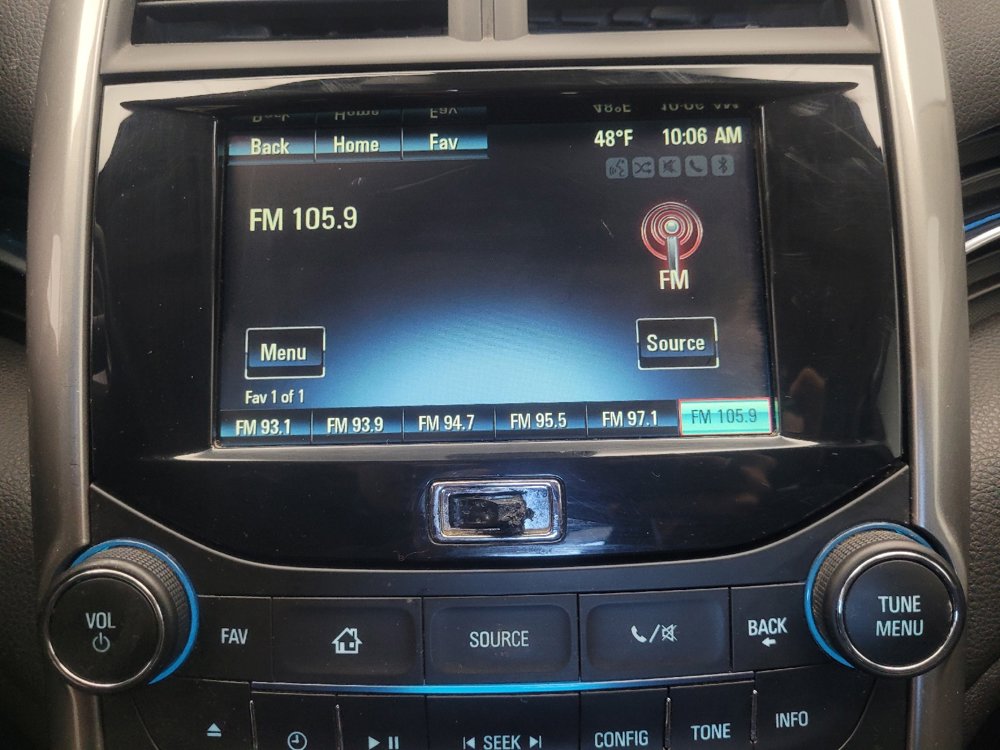 Back Home Fav 48°F 10:06 AM
FM 105.9
FM
Menu Source
Fav 1 of 1
FM 93.1 FM 93.9 FM 94.7 FM 95.5 FM 97.1 FM 105.9
VOL FAV SOURCE BACK TUNE
MENU
SEEK CONFIG TONE INFO